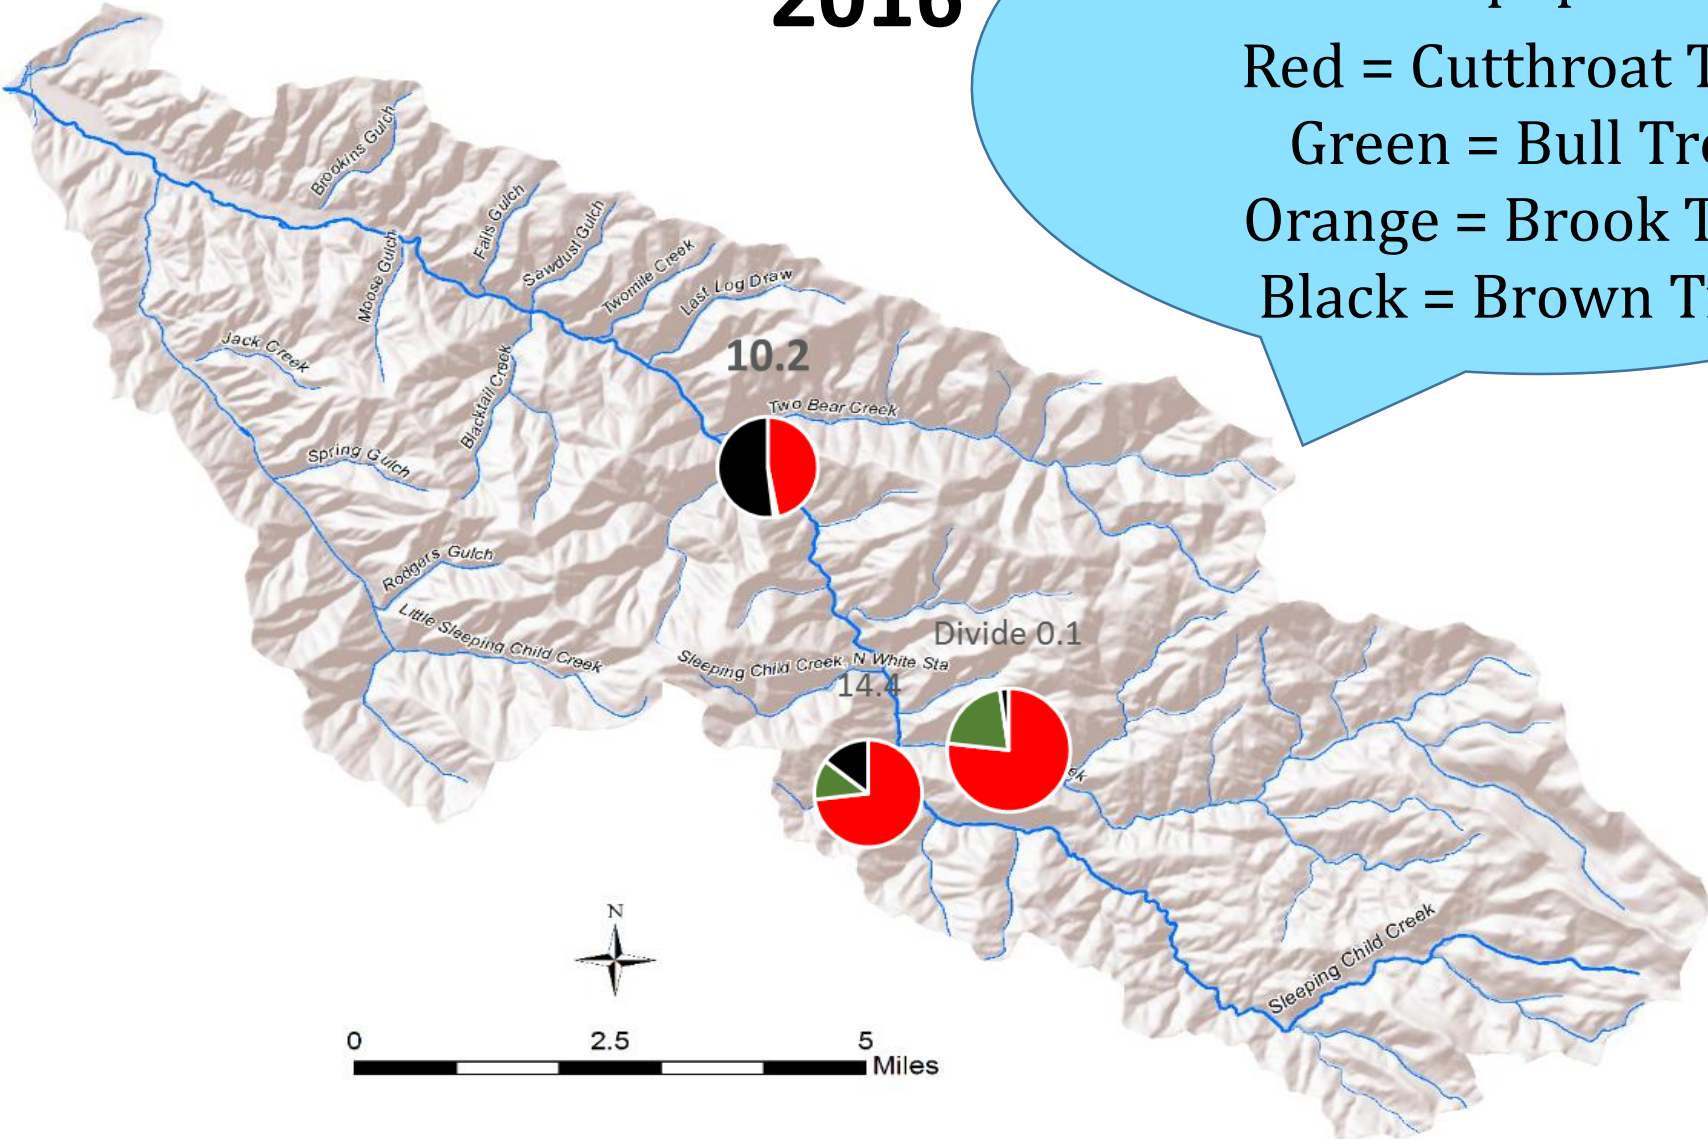 2016
Red = Cutthroat T
Green = Bull Tro
Orange = Brook T
Black = Brown T
Brookins Gulch
Falls Gulch
Sawdust Gulch
Moose Gulch
Twomile Creek
Last Log Draw
Jack Creek
10.2
Blacktail Creek
Two Bear Creek
Spring Gulch
Rodgers Gulch
Little Sleeping Child Creek
Divide 0.1
Sleeping Child Creek, N White Sta
14.4
ek
Sleeping Child Creek
N
0 2.5 5
Miles